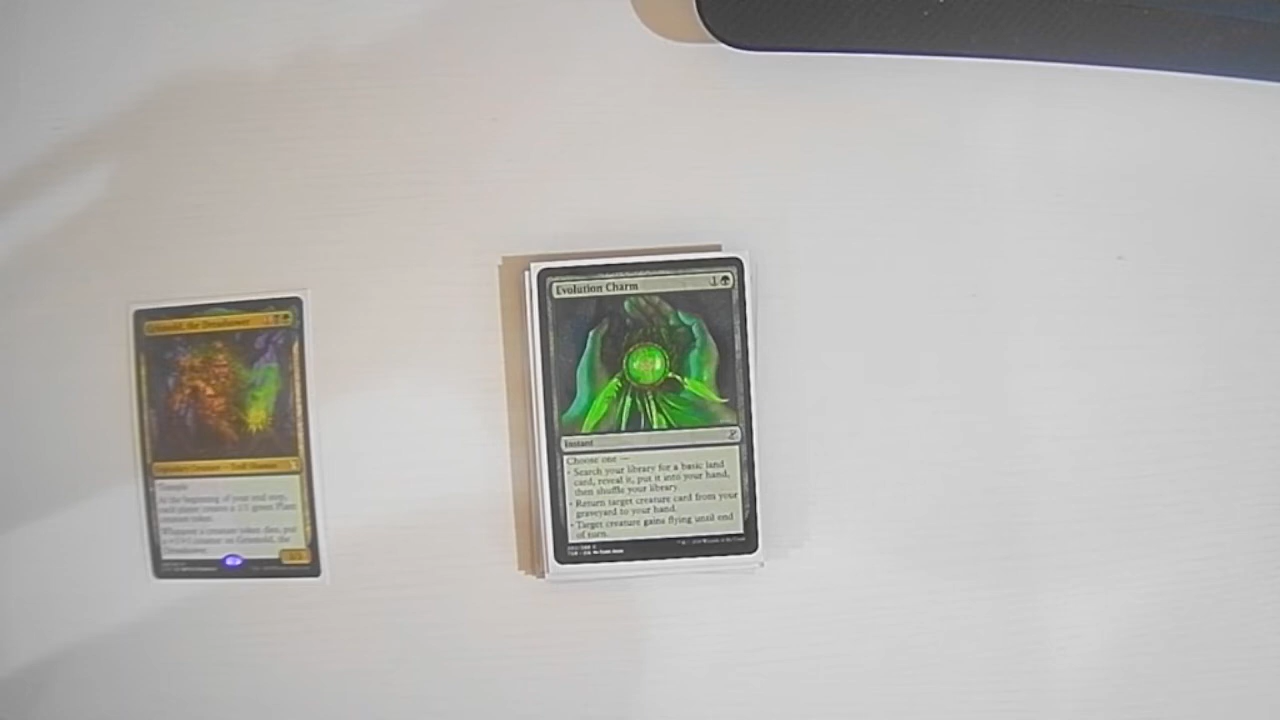 Grismold, the Dreadsower
Legendary Creature — Troll Shaman
Trample
At the beginning of your end step,
each player creates a 1/1 green Plant
creature token.
Whenever a creature token dies, put
a +1/+1 counter on Grismold, the
Dreadsower.
3/3
Evolution Charm
1
Instant
Choose one —
• Search your library for a basic land
card, reveal it, put it into your hand,
then shuffle your library.
• Return target creature card from your
graveyard to your hand.
• Target creature gains flying until end
of turn.